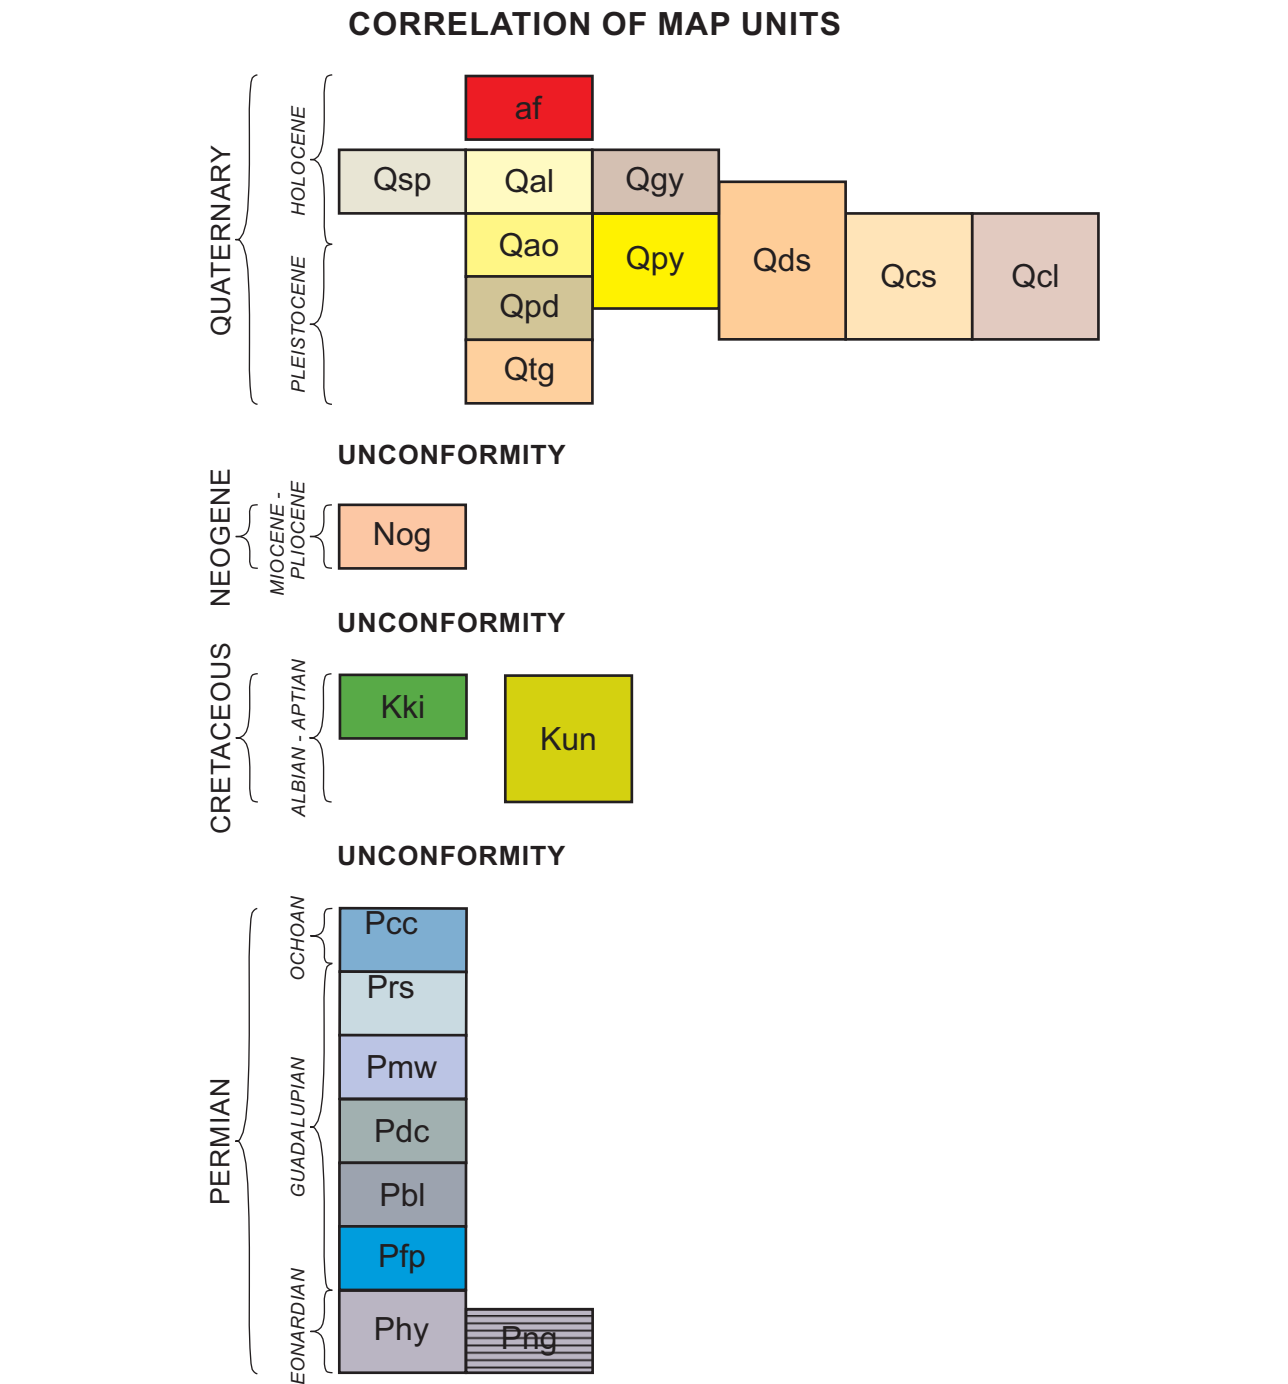 CORRELATION OF MAP UNITS
QUATERNARY
HOLOCENE
PLEISTOCENE
af
Qsp
Qal
Qgy
Qao
Qpy
Qds
Qcs
Qcl
Qpd
Qtg
UNCONFORMITY
NEOGENE
MIOCENE -
PLIOCENE
Nog
UNCONFORMITY
CRETACEOUS
ALBIAN - APTIAN
Kki
Kun
UNCONFORMITY
PERMIAN
OCHOAN
GUADALUPIAN
EONARDIAN
Pcc
Prs
Pmw
Pdc
Pbl
Pfp
Phy
Png